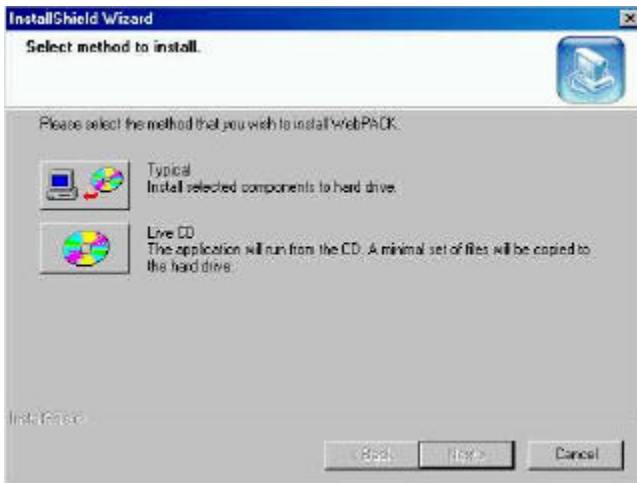 InstallShield Wizard
Select method to install.
Please select the method that you wish to install WebPACK.
Typical
Install selected components to hard drive.
Live CD
The application will run from the CD. A minimal set of files will be copied to
the hard drive.
InstallShield
< Back
Next >
Cancel